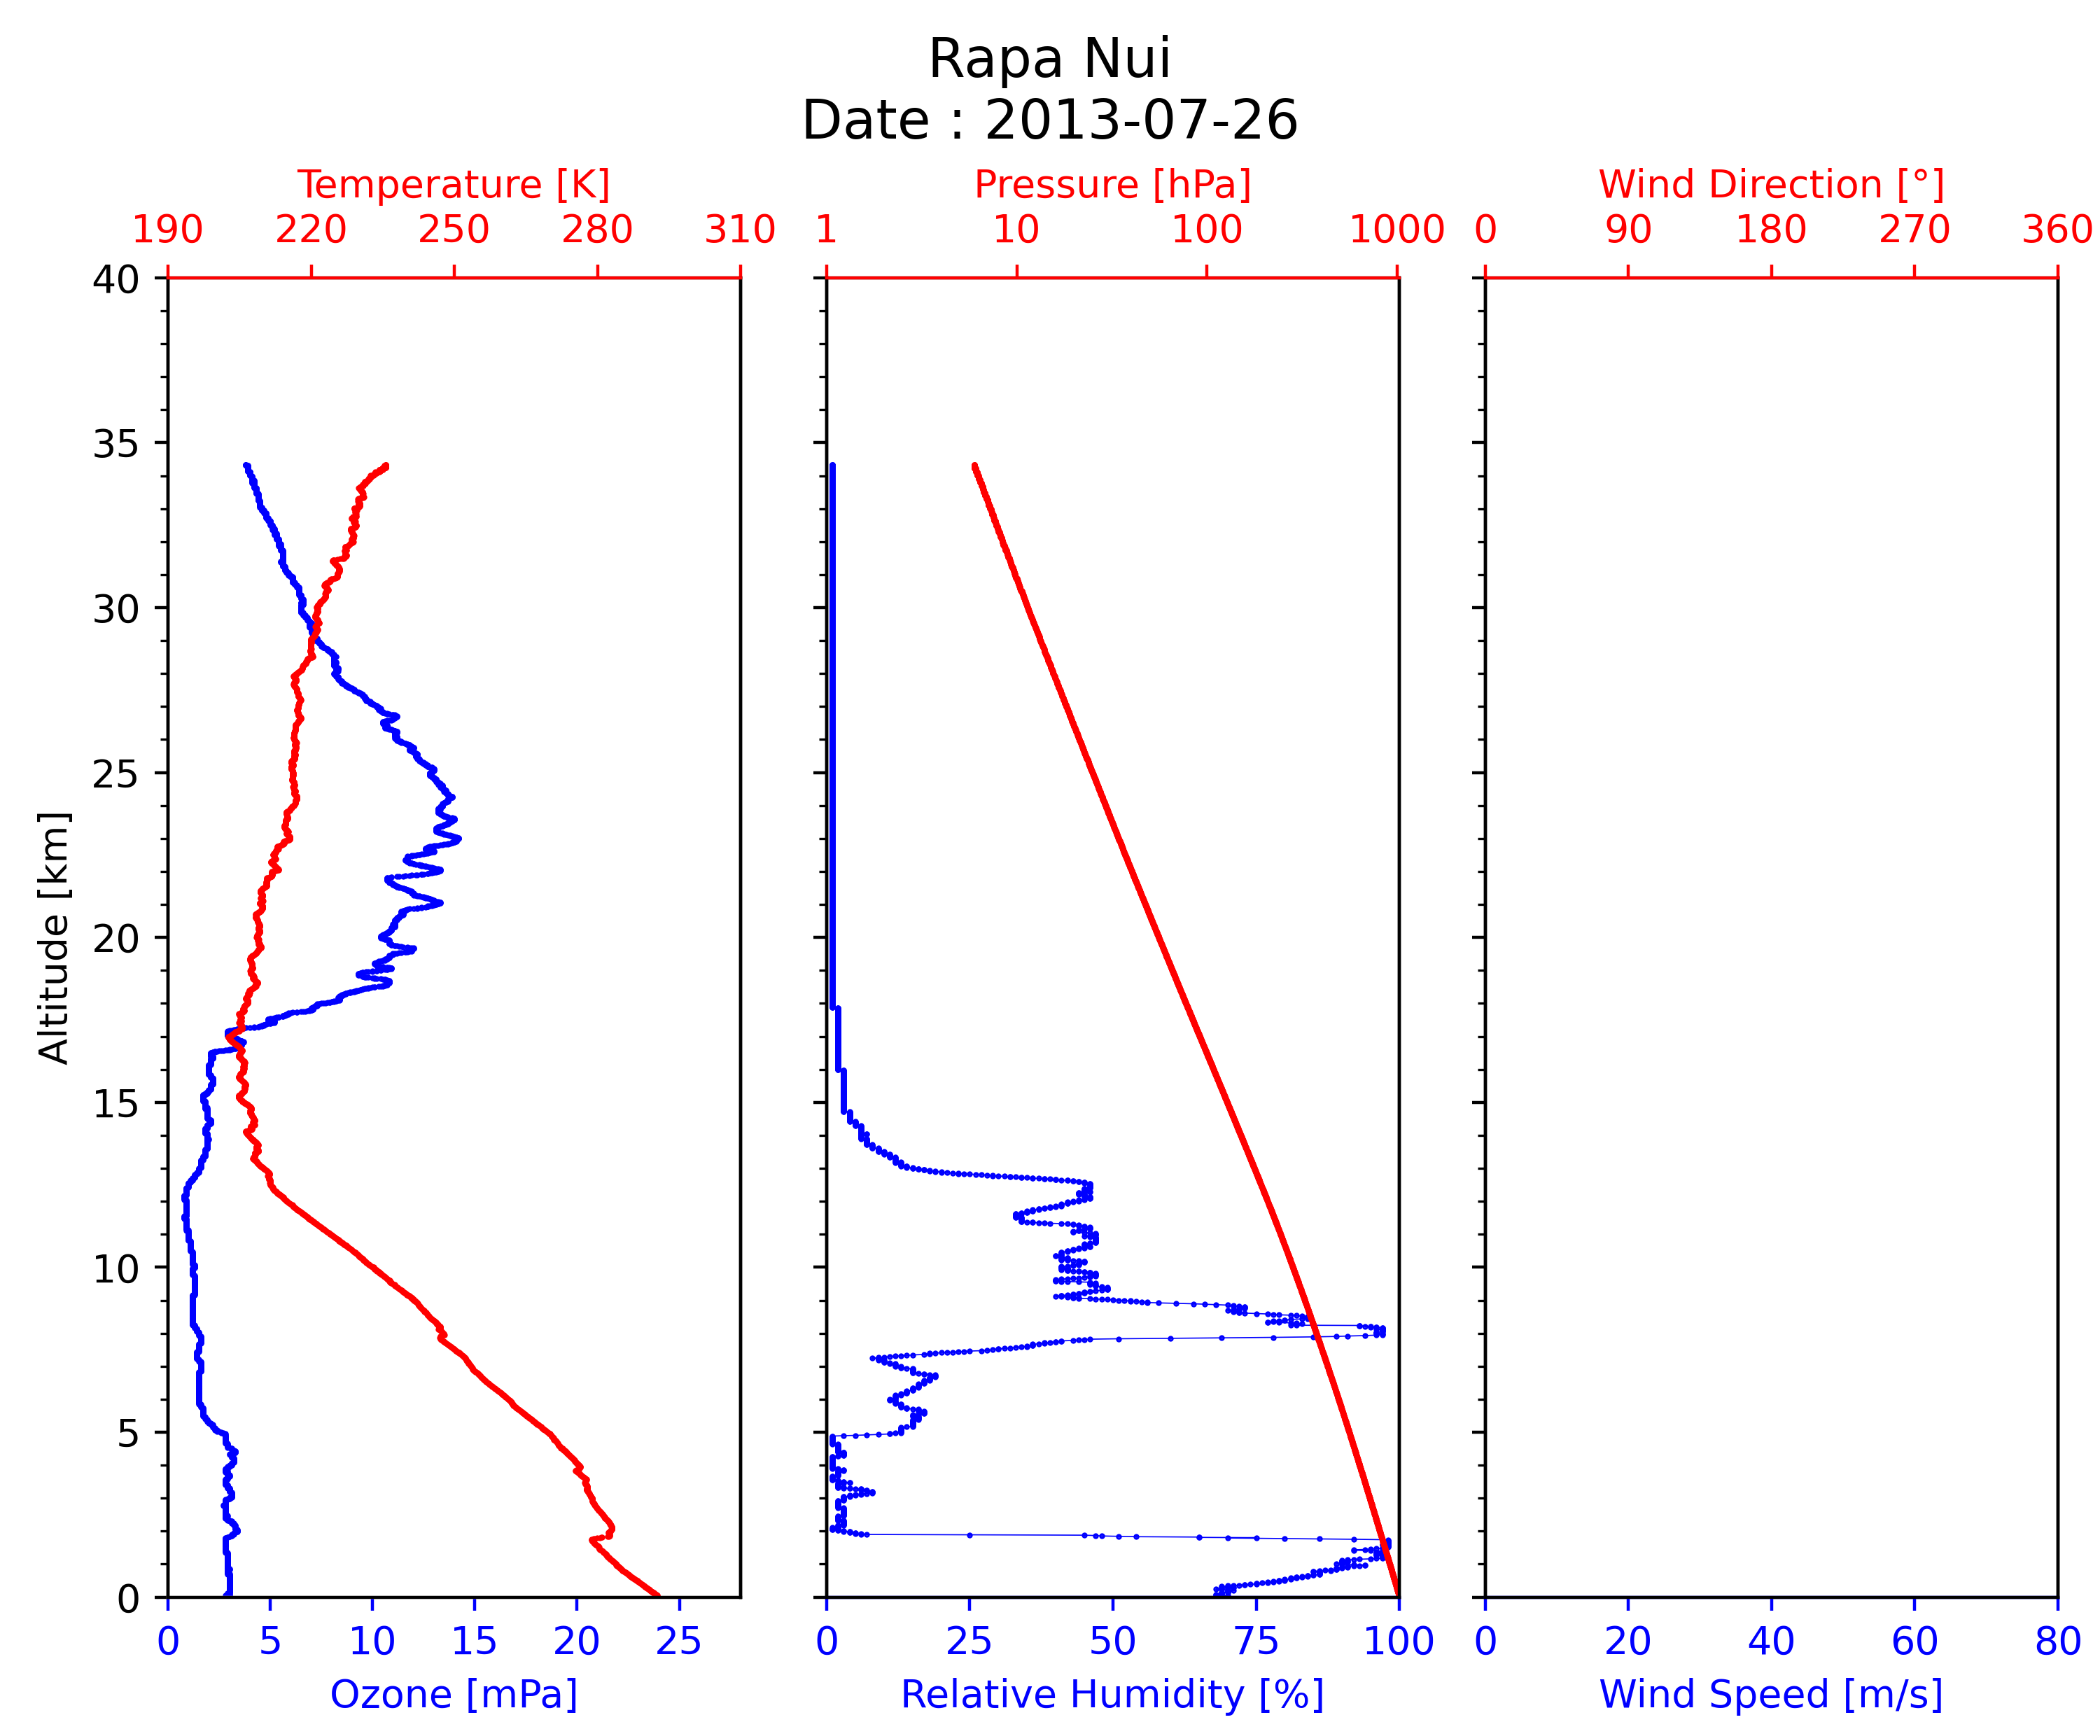 Rapa Nui
Date : 2013-07-26
Temperature [K]
190 220 250 280 310
Pressure [hPa]
1 10 100 1000
Wind Direction [°]
0 90 180 270 360
Altitude [km]
40
35
30
25
20
15
10
5
0
0 5 10 15 20 25
Ozone [mPa]
0 25 50 75 100
Relative Humidity [%]
0 20 40 60 80
Wind Speed [m/s]